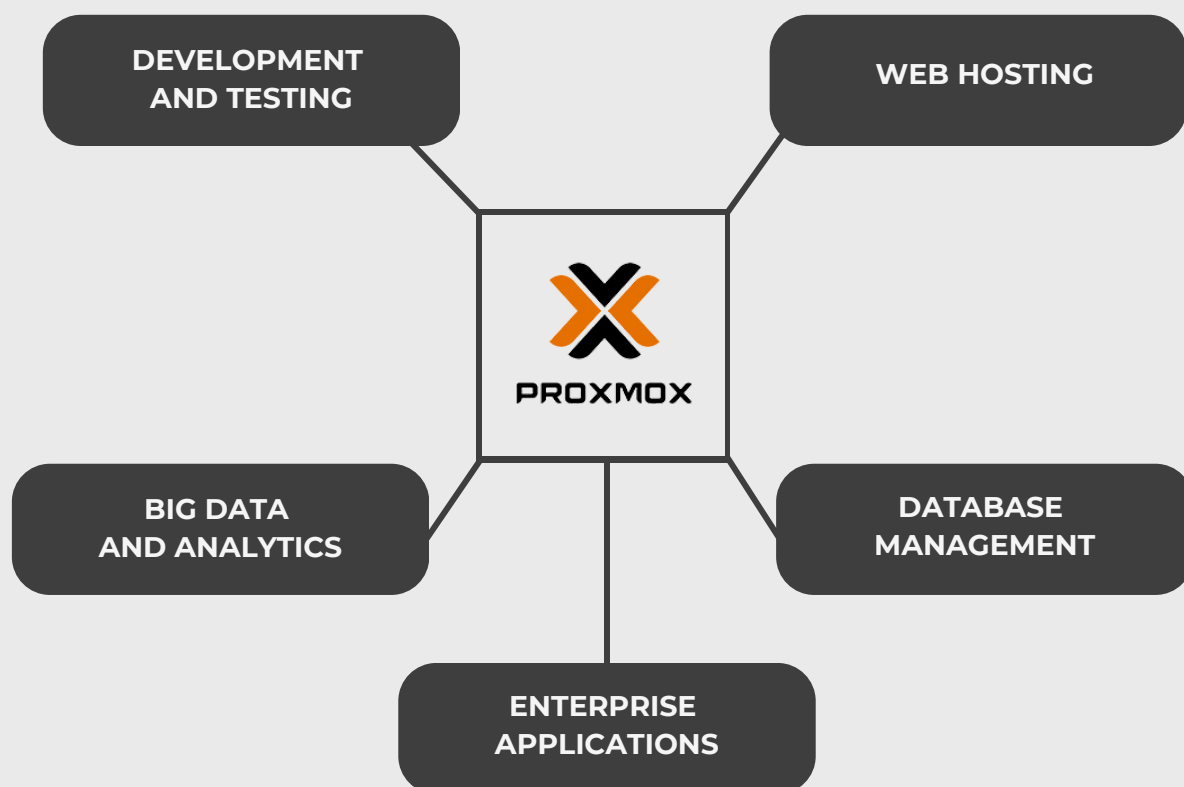 DEVELOPMENT
AND TESTING
WEB HOSTING
PROXMOX
BIG DATA
AND ANALYTICS
DATABASE
MANAGEMENT
ENTERPRISE
APPLICATIONS